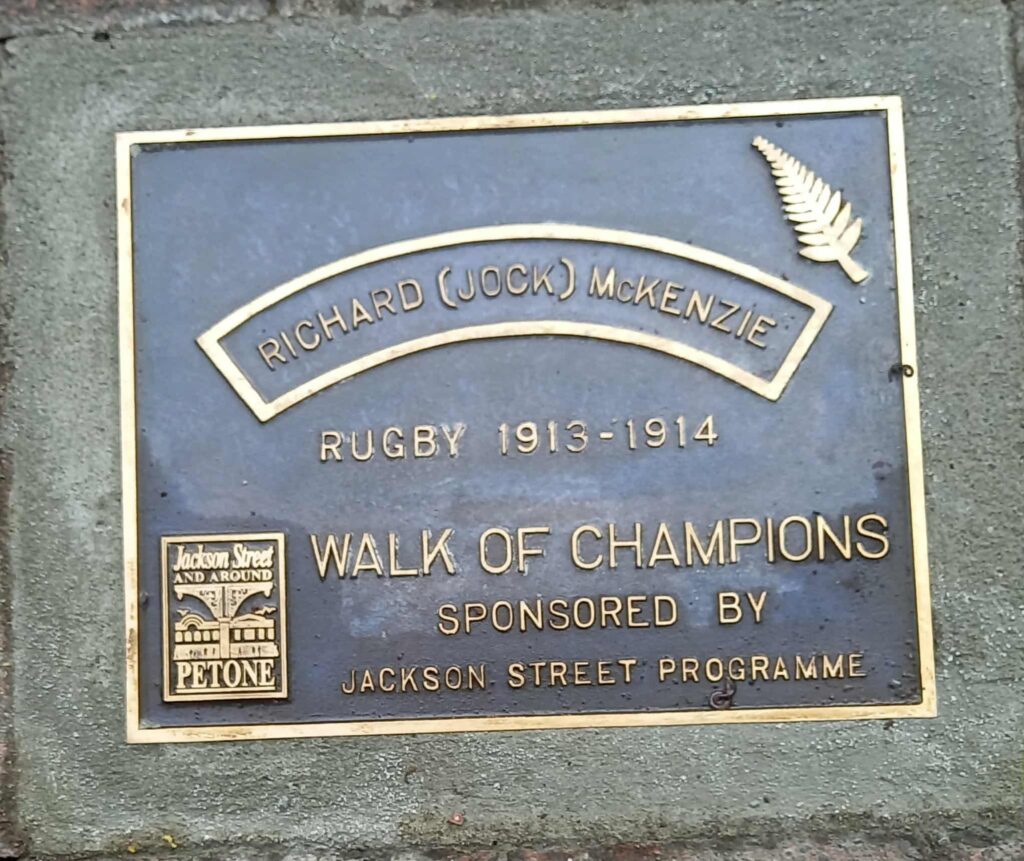 RICHARD (JOCK) McKENZIE
RUGBY 1913-1914
WALK OF CHAMPIONS
SPONSORED BY
JACKSON STREET PROGRAMME
Jackson Street
AND AROUND
PETONE